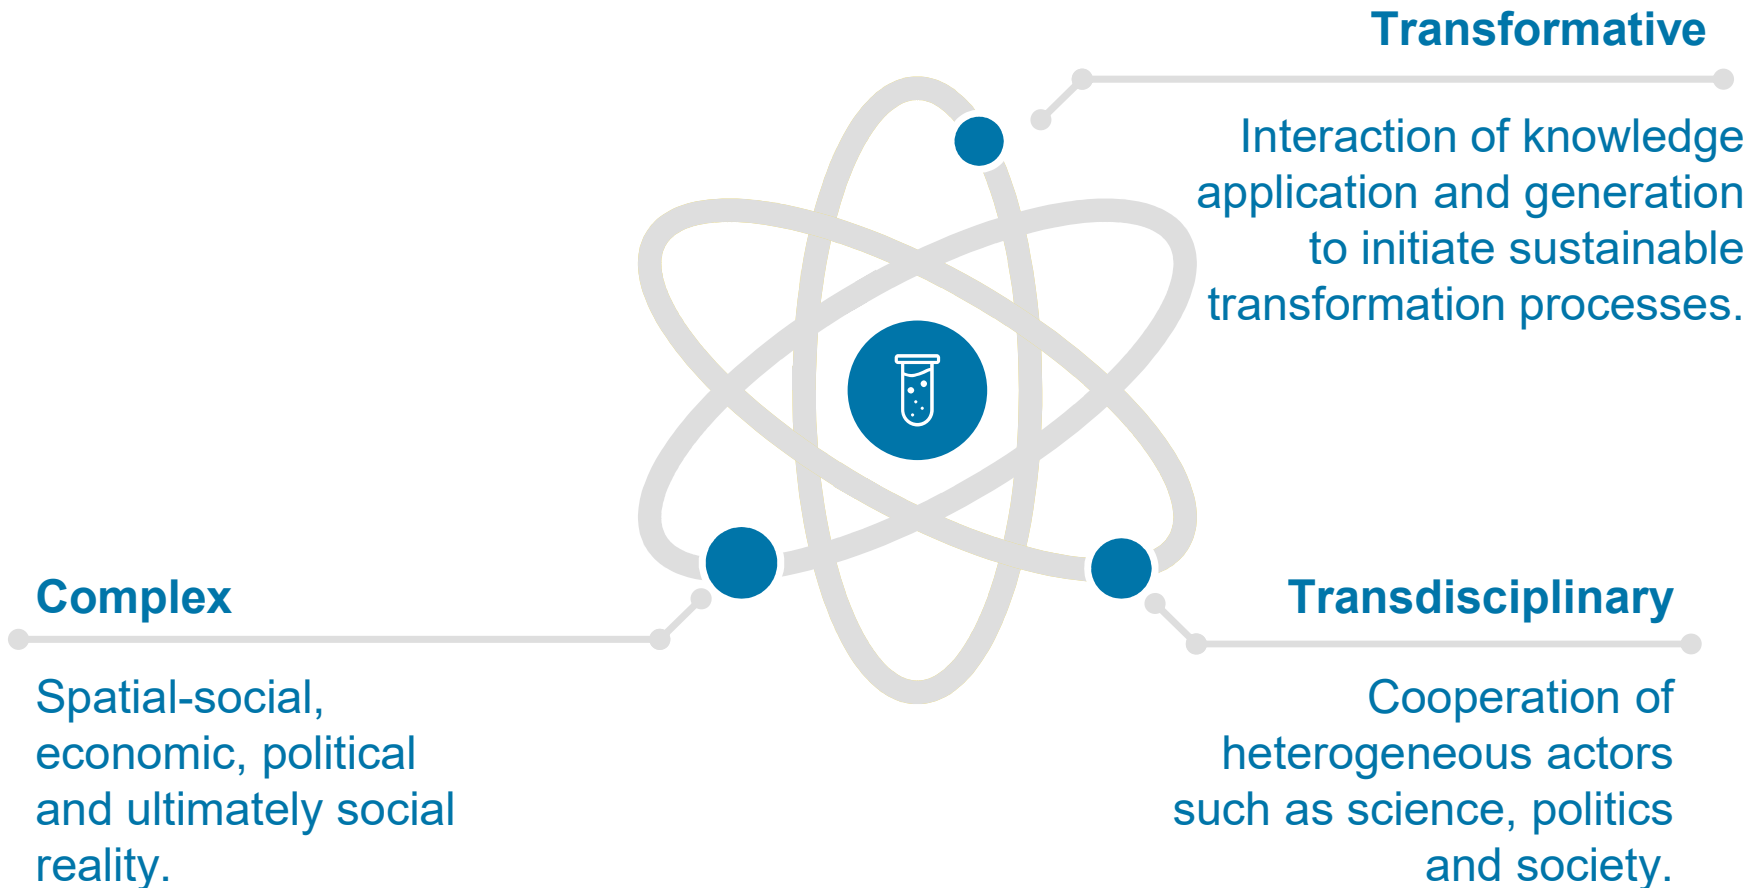 Transformative
Interaction of knowledge
application and generation
to initiate sustainable
transformation processes.
Complex
Spatial-social,
economic, political
and ultimately social
reality.
Transdisciplinary
Cooperation of
heterogeneous actors
such as science, politics
and society.